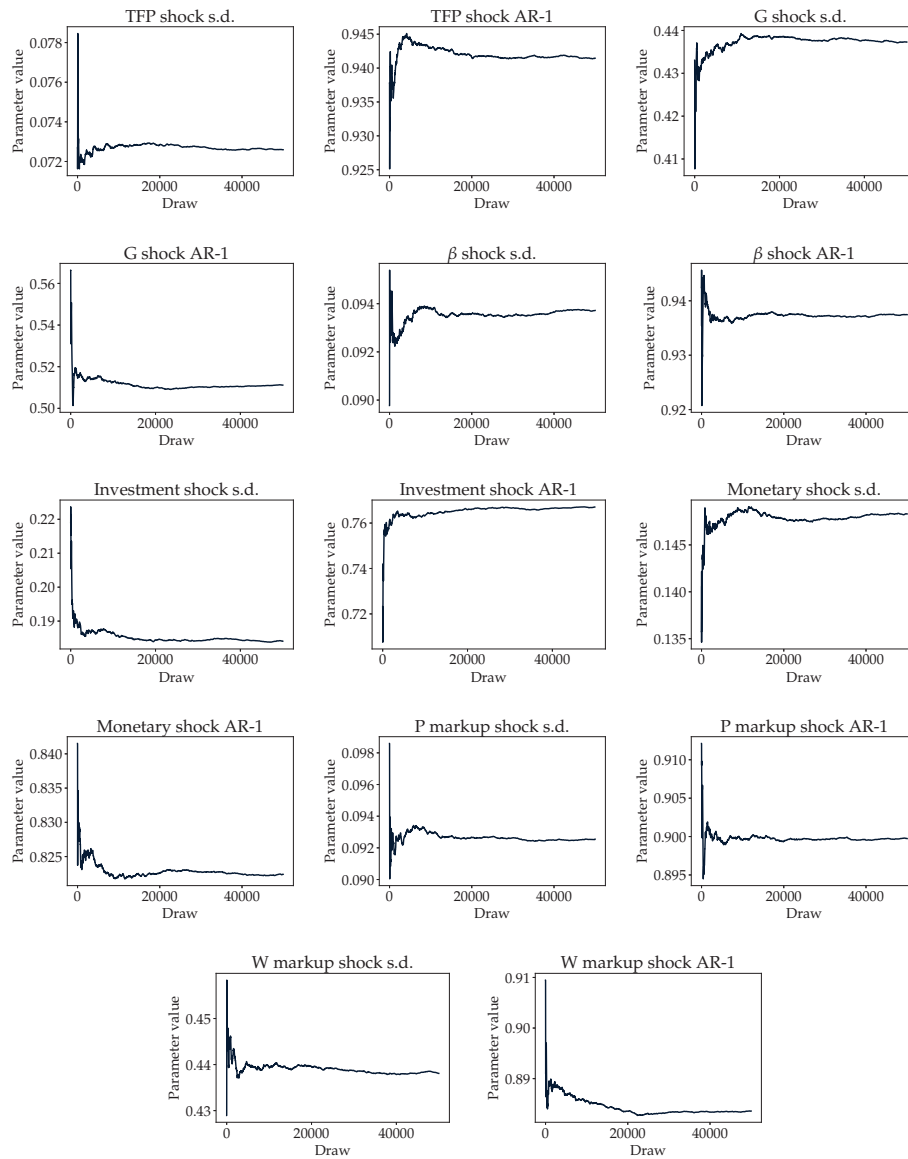 TFP shock s.d. TFP shock AR-1 G shock s.d.
Parameter value Parameter value Parameter value
0.078 0.945 0.44
0.076 0.940 0.43
0.074 0.935 0.42
0.072 0.930 0.41
0.925
0 20000 40000 0 20000 40000 0 20000 40000
Draw Draw Draw
G shock AR-1 β shock s.d. β shock AR-1
Parameter value Parameter value Parameter value
0.56 0.094 0.94
0.54 0.092 0.93
0.52 0.090 0.92
0.50
0 20000 40000 0 20000 40000 0 20000 40000
Draw Draw Draw
Investment shock s.d. Investment shock AR-1 Monetary shock s.d.
Parameter value Parameter value Parameter value
0.22 0.76 0.145
0.21 0.74 0.140
0.20 0.72 0.135
0.19
0 20000 40000 0 20000 40000 0 20000 40000
Draw Draw Draw
Monetary shock AR-1 P markup shock s.d. P markup shock AR-1
Parameter value Parameter value Parameter value
0.840 0.098 0.910
0.835 0.096 0.905
0.830 0.094 0.900
0.825 0.092 0.895
0.090
0 20000 40000 0 20000 40000 0 20000 40000
Draw Draw Draw
W markup shock s.d. W markup shock AR-1
Parameter value Parameter value
0.45 0.91
0.44 0.90
0.43 0.89
0 20000 40000 0 20000 40000
Draw Draw